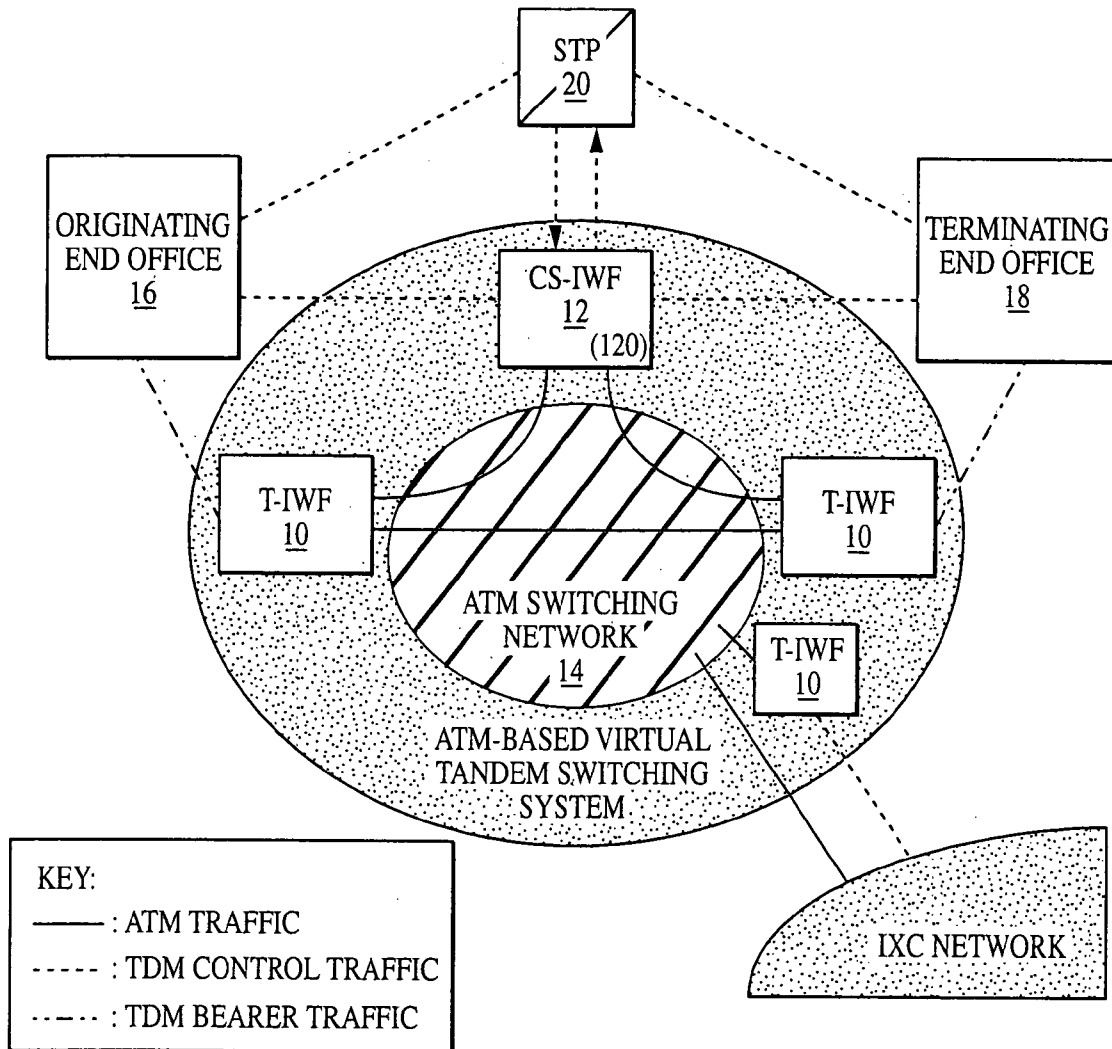 STP
20
ORIGINATING
END OFFICE
16
CS-IWF
12
(120)
TERMINATING
END OFFICE
18
T-IWF
10
T-IWF
10
ATM SWITCHING
NETWORK
14
T-IWF
10
ATM-BASED VIRTUAL
TANDEM SWITCHING
SYSTEM
KEY:
: ATM TRAFFIC
: TDM CONTROL TRAFFIC
: TDM BEARER TRAFFIC
IXC NETWORK